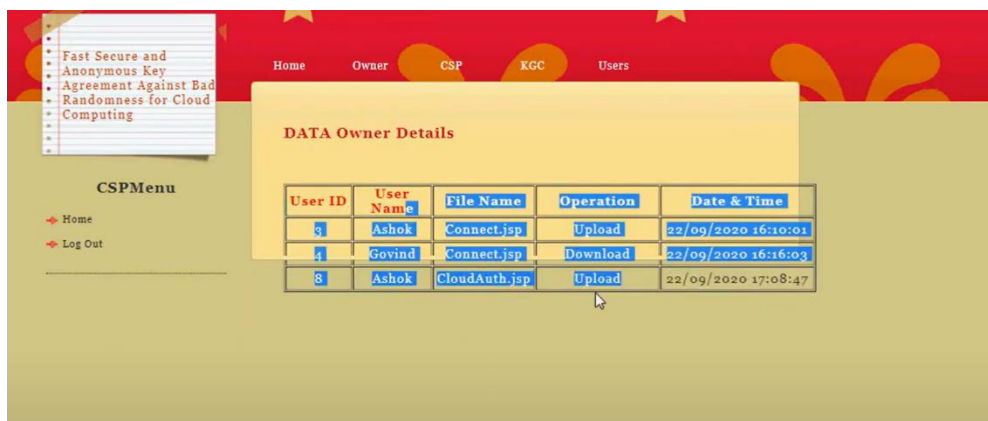 Fast Secure and
Anonymous Key
Agreement Against Bad
Randomness for Cloud
Computing
Home Owner CSP KGC Users
DATA Owner Details
CSPMenu
Home
Log Out
User ID User Name File Name Operation Date & Time
3 Ashok Connect.jsp Upload 22/09/2020 16:10:01
4 Govind Connect.jsp Download 22/09/2020 16:16:03
8 Ashok CloudAuth.jsp Upload 22/09/2020 17:08:47